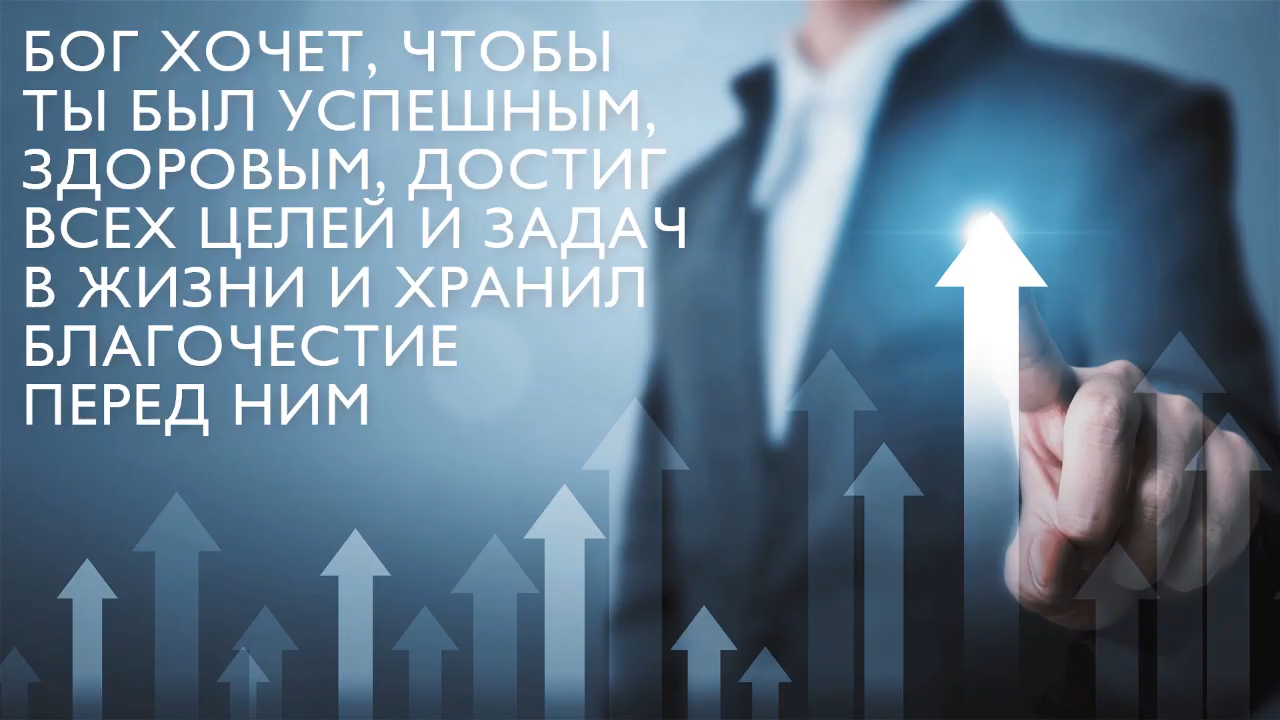 БОГ ХОЧЕТ, ЧТОБЫ
ТЫ БЫЛ УСПЕШНЫМ,
ЗДОРОВЫМ, ДОСТИГ
ВСЕХ ЦЕЛЕЙ И ЗАДАЧ
В ЖИЗНИ И ХРАНИЛ
БЛАГОЧЕСТИЕ
ПЕРЕД НИМ